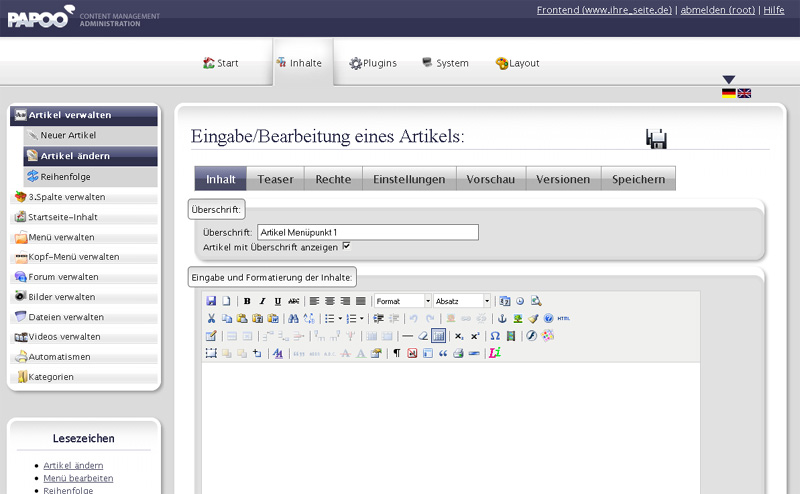 PAPOO CONTENT MANAGEMENT
ADMINISTRATION
Frontend (www.ihre_seite.de) | abmelden (root) | Hilfe
Start Inhalte Plugins System Layout
Artikel verwalten
Neuer Artikel
Artikel ändern
Reihenfolge
3.Spalte verwalten
Startseite-Inhalt
Menü verwalten
Kopf-Menü verwalten
Forum verwalten
Bilder verwalten
Dateien verwalten
Videos verwalten
Automatismen
Kategorien
Lesezeichen
Artikel ändern
Menü bearbeiten
Reihenfolge
Eingabe/Bearbeitung eines Artikels:
Inhalt Teaser Rechte Einstellungen Vorschau Versionen Speichern
Überschrift:
Überschrift: Artikel Menüpunkt 1
Artikel mit Überschrift anzeigen
Eingabe und Formatierung der Inhalte:
B I U ABC Format Absatz
HTML